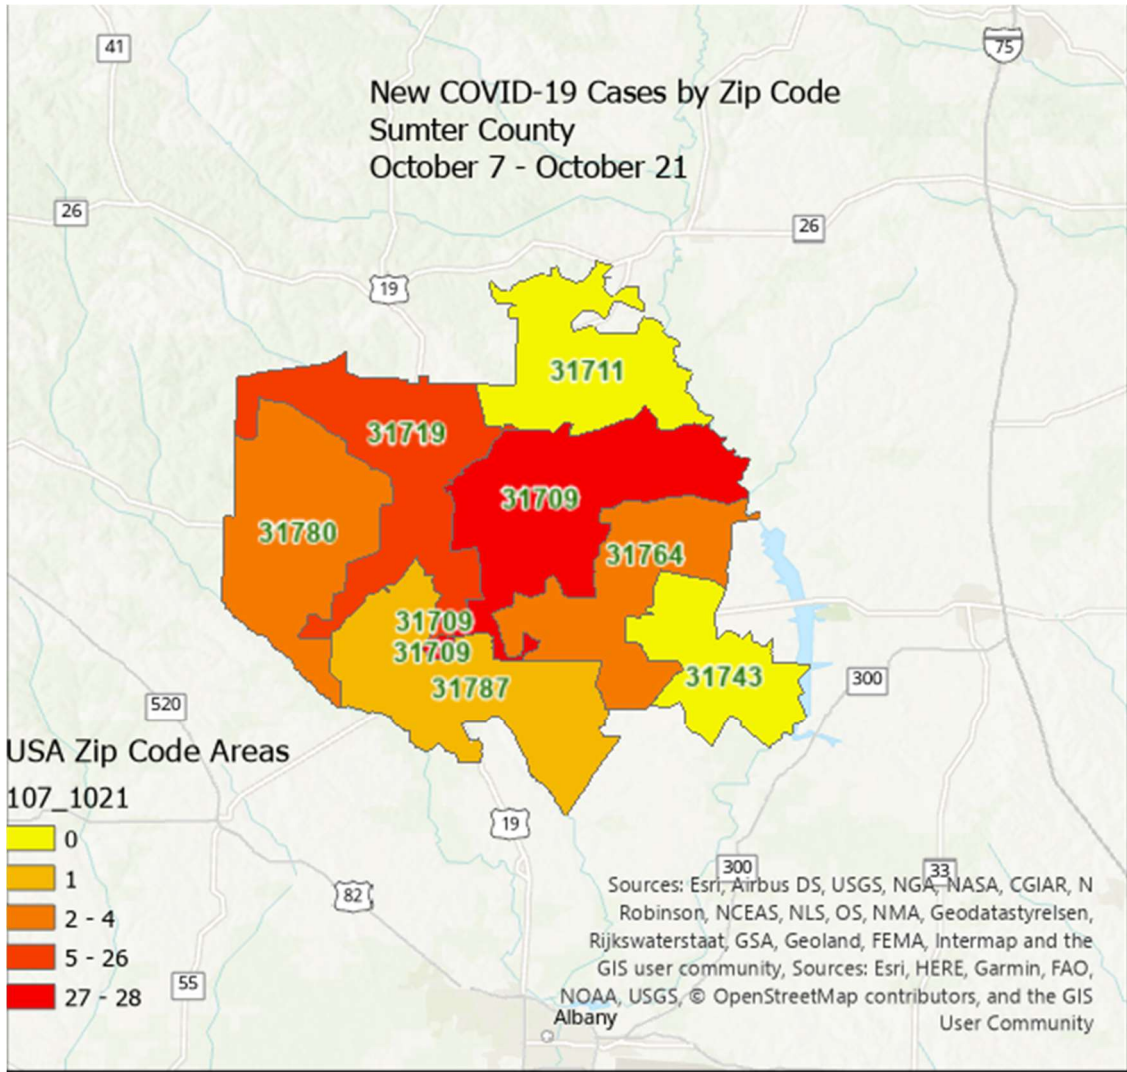 41
75
New COVID-19 Cases by Zip Code
Sumter County
October 7 - October 21
26
26
19
31711
31719
31709
31780
31764
31709
31709
31743
31787
300
520
USA Zip Code Areas
107_1021
19
0
1
2 - 4
5 - 26
27 - 28
82
300
33
55
Sources: Esri, Airbus DS, USGS, NGA, NASA, CGIAR, N
Robinson, NCEAS, NLS, OS, NMA, Geodatastyrelsen,
Rijkswaterstaat, GSA, Geoland, FEMA, Intermap and the
GIS user community, Sources: Esri, HERE, Garmin, FAO,
NOAA, USGS, © OpenStreetMap contributors, and the GIS
User Community
Albany